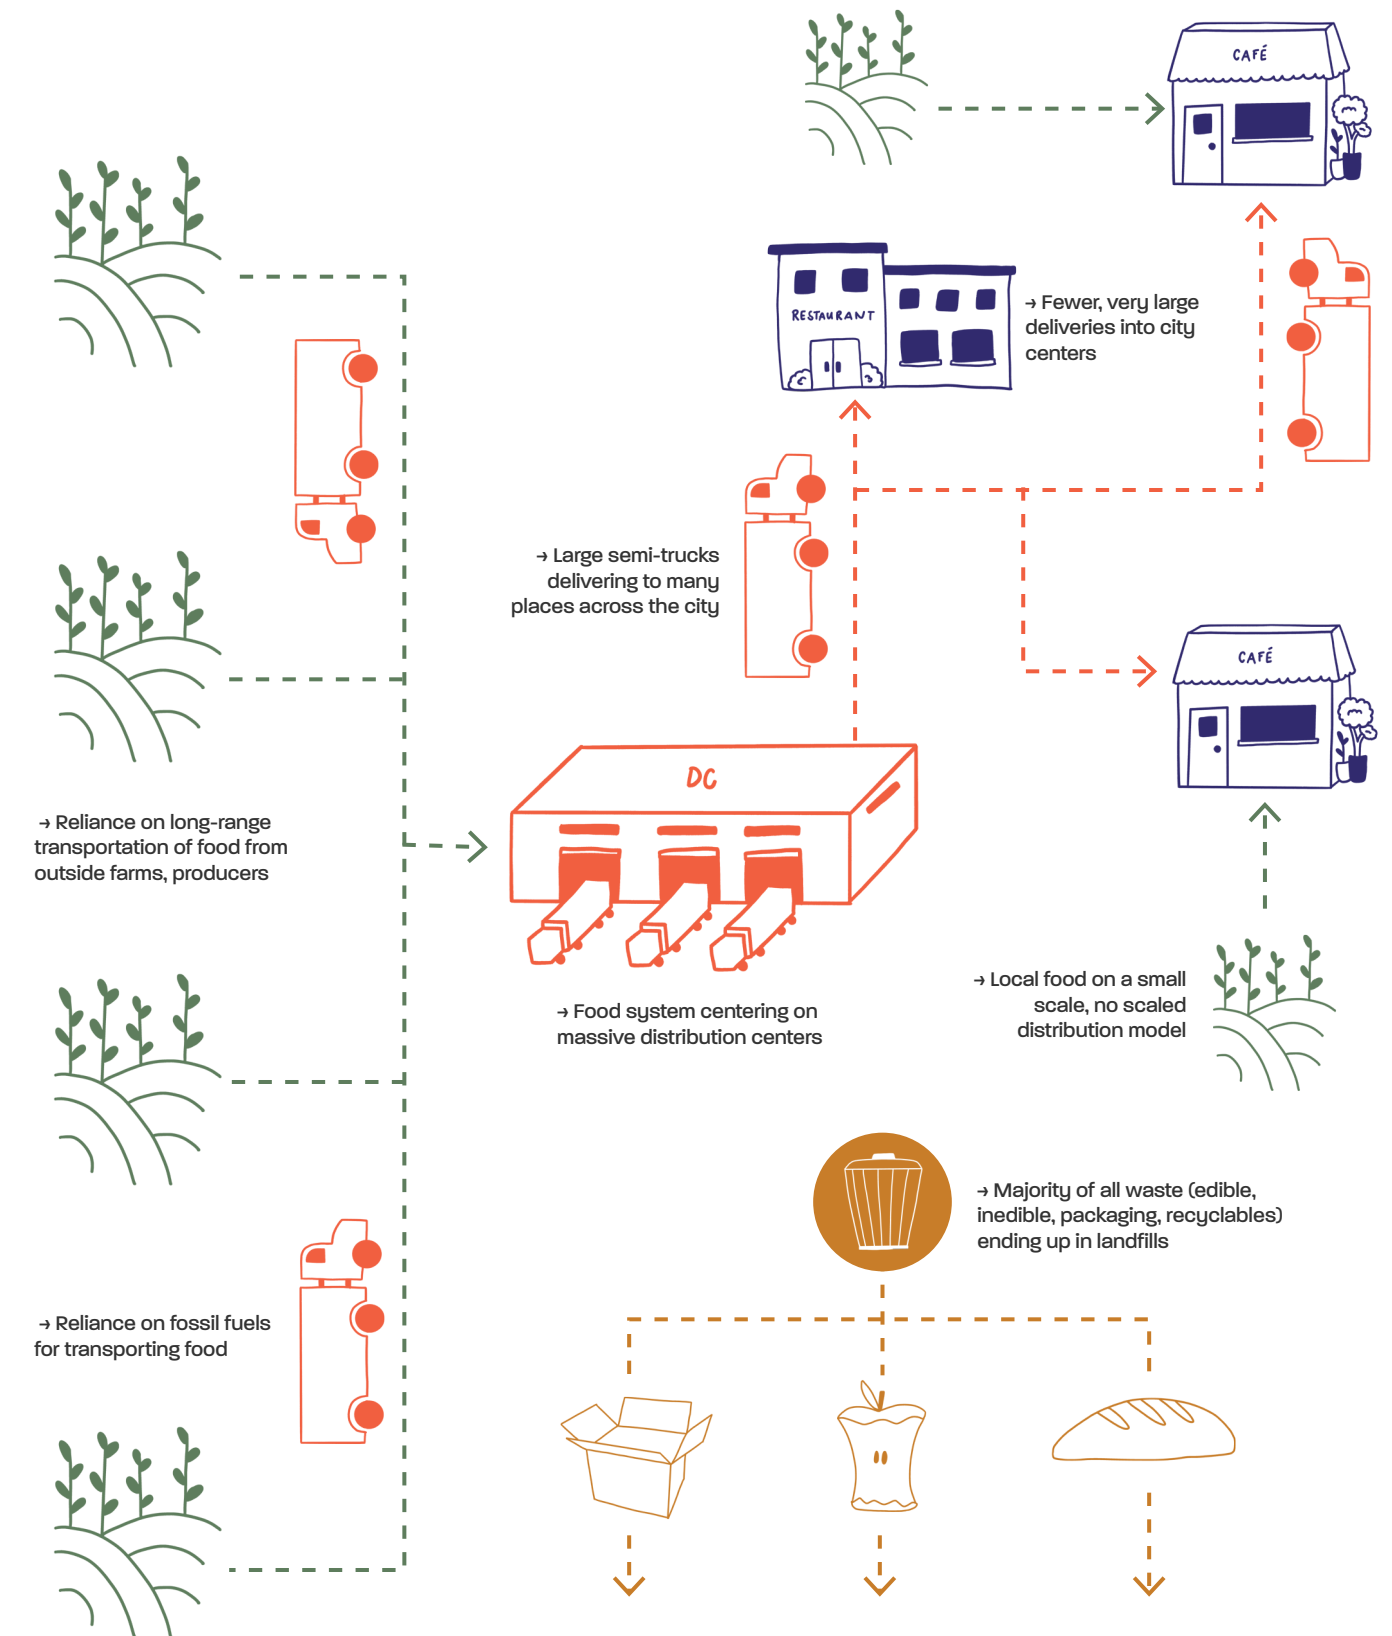 CAFÉ
RESTAURANT
→ Fewer, very large
deliveries into city
centers
→ Large semi-trucks
delivering to many
places across the city
CAFÉ
DC
→ Reliance on long-range
transportation of food from
outside farms, producers
→ Local food on a small
scale, no scaled
distribution model
→ Food system centering on
massive distribution centers
→ Majority of all waste (edible,
inedible, packaging, recyclables)
ending up in landfills
→ Reliance on fossil fuels
for transporting food